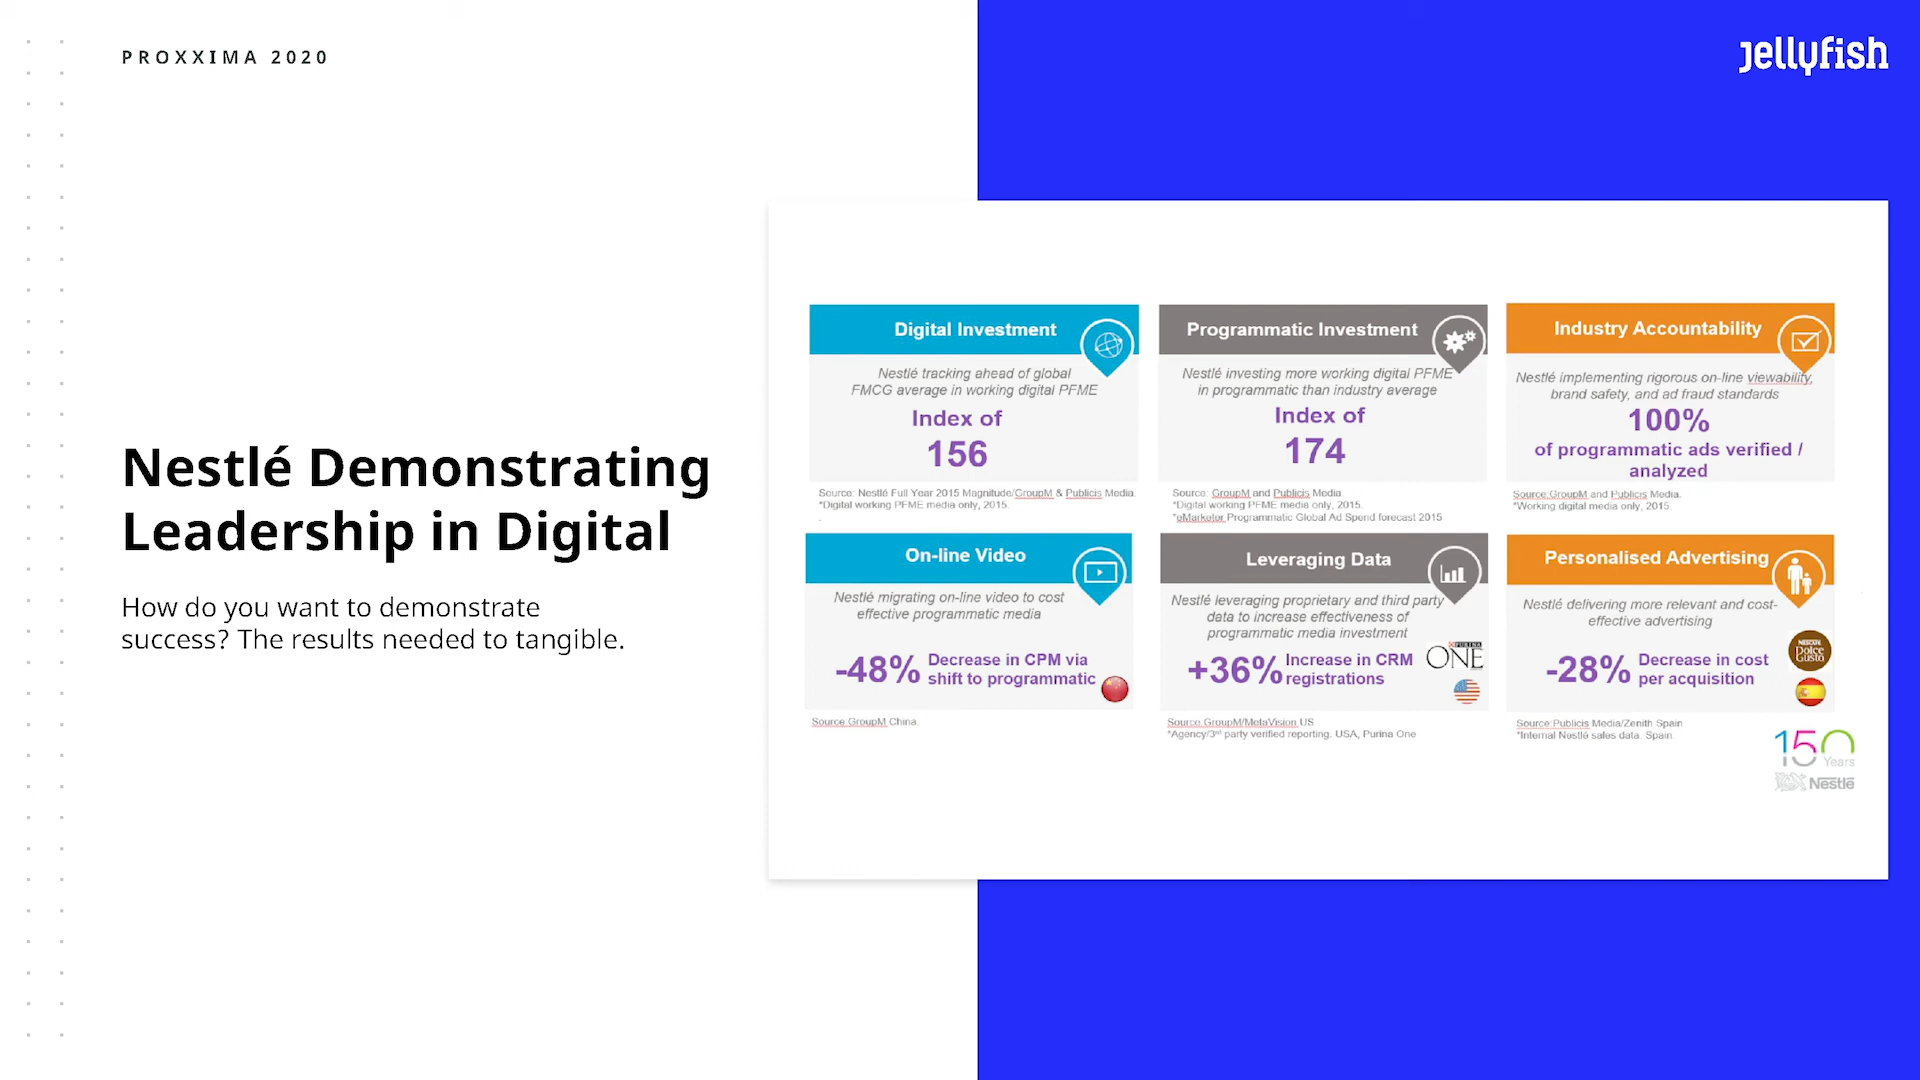 PROXXIMA 2020
jellyfish
Nestlé Demonstrating
Leadership in Digital
How do you want to demonstrate
success? The results needed to tangible.
Digital Investment
Nestlé tracking ahead of global
FMCG average in working digital PFME
Index of
156
Source: Nestlé Full Year 2015 Magnitude/GroupM & Publicis Media.
*Digital working PFME media only, 2015.
.
Programmatic Investment
Nestlé investing more working digital PFME
in programmatic than industry average
Index of
174
Source: GroupM and Publicis Media
*Digital working PFME media only, 2015.
*eMarketer Programmatic Global Ad Spend forecast 2015
Industry Accountability
Nestlé implementing rigorous on-line viewability,
brand safety, and ad fraud standards
100%
of programmatic ads verified /
analyzed
Source:GroupM and Publicis Media.
*Working digital media only, 2015.
On-line Video
Nestlé migrating on-line video to cost
effective programmatic media
-48% Decrease in CPM via
shift to programmatic
Source:GroupM China
Leveraging Data
Nestlé leveraging proprietary and third party
data to increase effectiveness of
programmatic media investment
+36% Increase in CRM
registrations
PURINA
ONE
Source:GroupM/MetaVision US
*Agency/3rd party verified reporting. USA, Purina One
Personalised Advertising
Nestlé delivering more relevant and cost-
effective advertising
-28% Decrease in cost
per acquisition
NESCAFÉ
Dolce
Gusto
Source:Publicis Media/Zenith Spain
*Internal Nestlé sales data. Spain.
150
Years
Nestlé